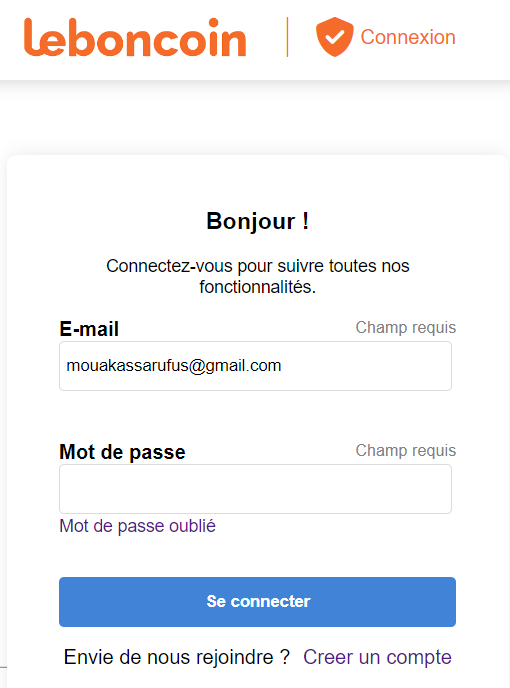 leboncoin Connexion
Bonjour !
Connectez-vous pour suivre toutes nos
fonctionnalités.
E-mail Champ requis
mouakassarufus@gmail.com
Mot de passe Champ requis
Mot de passe oublié
Se connecter
Envie de nous rejoindre ? Creer un compte